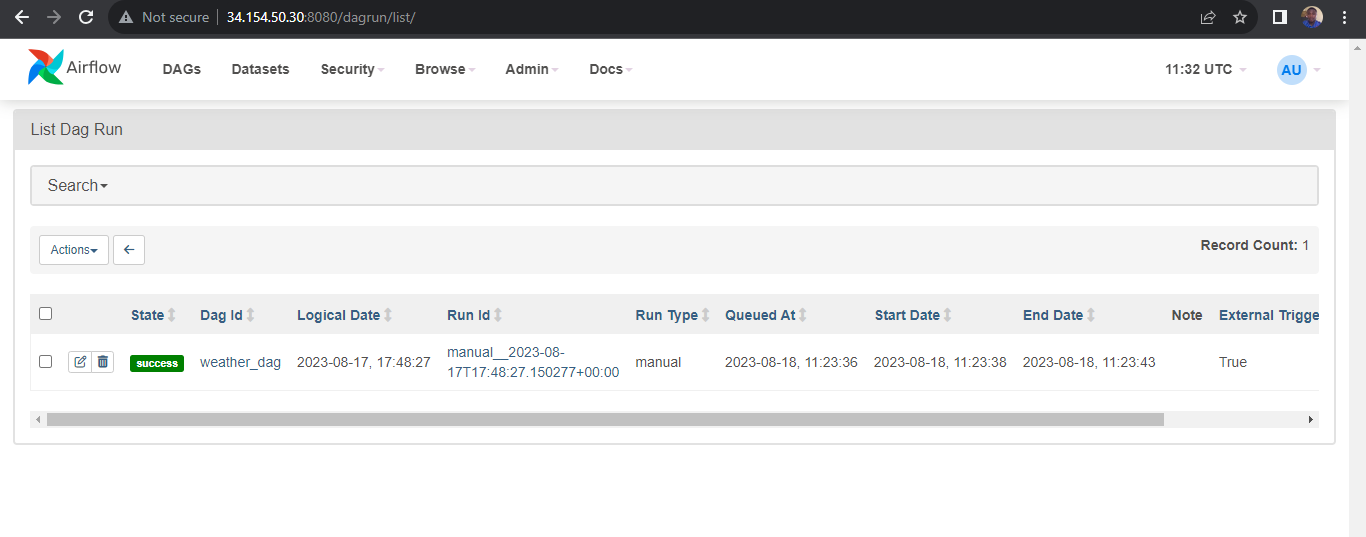 Not secure 34.154.50.30:8080/dagrun/list/
Airflow DAGs Datasets Security Browse Admin Docs 11:32 UTC AU
List Dag Run
Search
Actions Record Count: 1
State Dag Id Logical Date Run Id Run Type Queued At Start Date End Date Note External Trigge
success weather_dag 2023-08-17, 17:48:27 manual__2023-08-
17T17:48:27.150277+00:00 manual 2023-08-18, 11:23:36 2023-08-18, 11:23:38 2023-08-18, 11:23:43 True